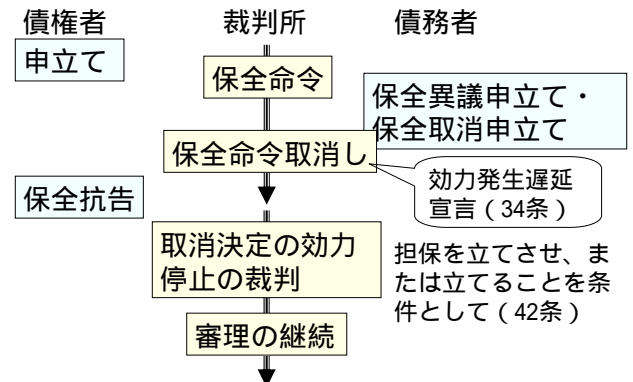 債権者
裁判所
債務者
申立て
保全命令
保全異議申立て・
保全取消申立て
保全命令取消し
効力発生遅延
宣言（34条）
保全抗告
取消決定の効力
停止の裁判
担保を立てさせ、ま
たは立てることを条
件として(42条）
審理の継続